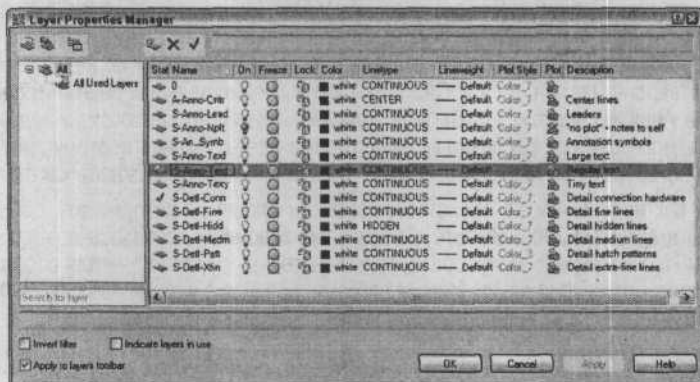 Layer Properties Manager
All
All Used Layers
Stat Name On Freeze Lock Color Linetype Lineweight Plot Style Plot Description
0 white CONTINUOUS Default Color_7
A-Anno-Cntr white CENTER Default Color_7 Center lines
S-Anno-Lead white CONTINUOUS Default Color_7 Leaders
S-Anno-Nplt white CONTINUOUS Default Color_7 "no plot" - notes to self
S-An...Symb white CONTINUOUS Default Color_7 Annotation symbols
S-Anno-Texd white CONTINUOUS Default Color_7 Large text
white CONTINUOUS Default Color_7 Regular text
S-Anno-Texy white CONTINUOUS Default Color_7 Tiny text
S-Detl-Conn white CONTINUOUS Default Color_7 Detail connection hardware
S-Detl-Fine white CONTINUOUS Default Color_7 Detail fine lines
S-Detl-Hidd white HIDDEN Default Color_7 Detail hidden lines
S-Detl-Medm white CONTINUOUS Default Color_7 Detail medium lines
S-Detl-Patt white CONTINUOUS Default Detail hatch patterns
S-Detl-Xfin white CONTINUOUS Default Color_7 Detail extra-fine lines
Search for layer
Invert filter Indicate layers in use
Apply to layers toolbar OK Cancel Apply Help